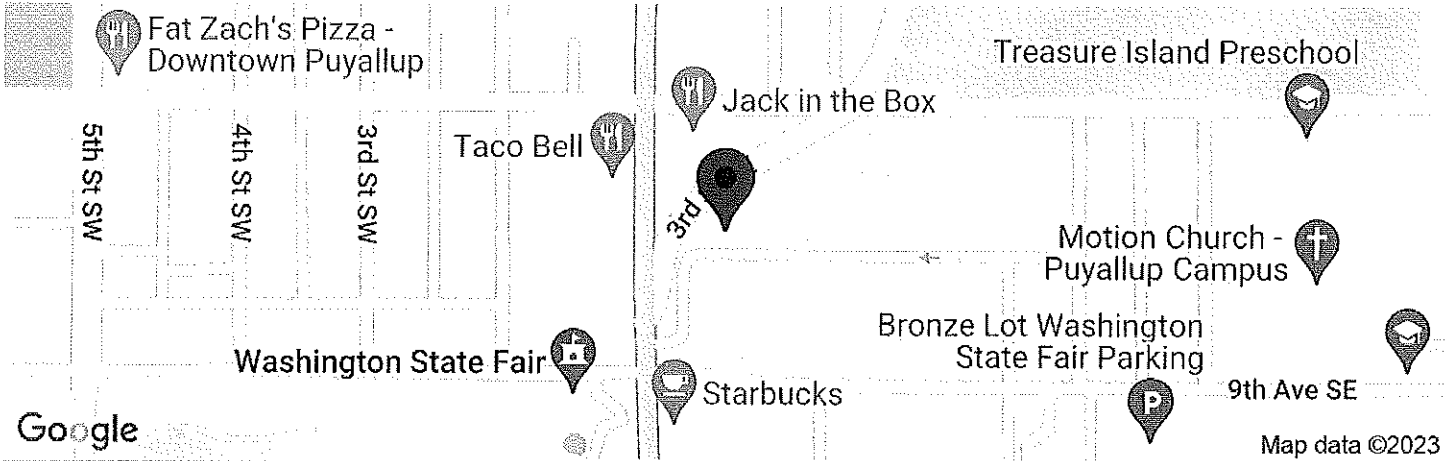 Fat Zach's Pizza -
Downtown Puyallup
Treasure Island Preschool
Jack in the Box
Taco Bell
5th St SW
4th St SW
3rd St SW
3rd
Motion Church -
Puyallup Campus
Bronze Lot Washington
State Fair Parking
Washington State Fair
Starbucks
P
9th Ave SE
Google
Map data ©2023